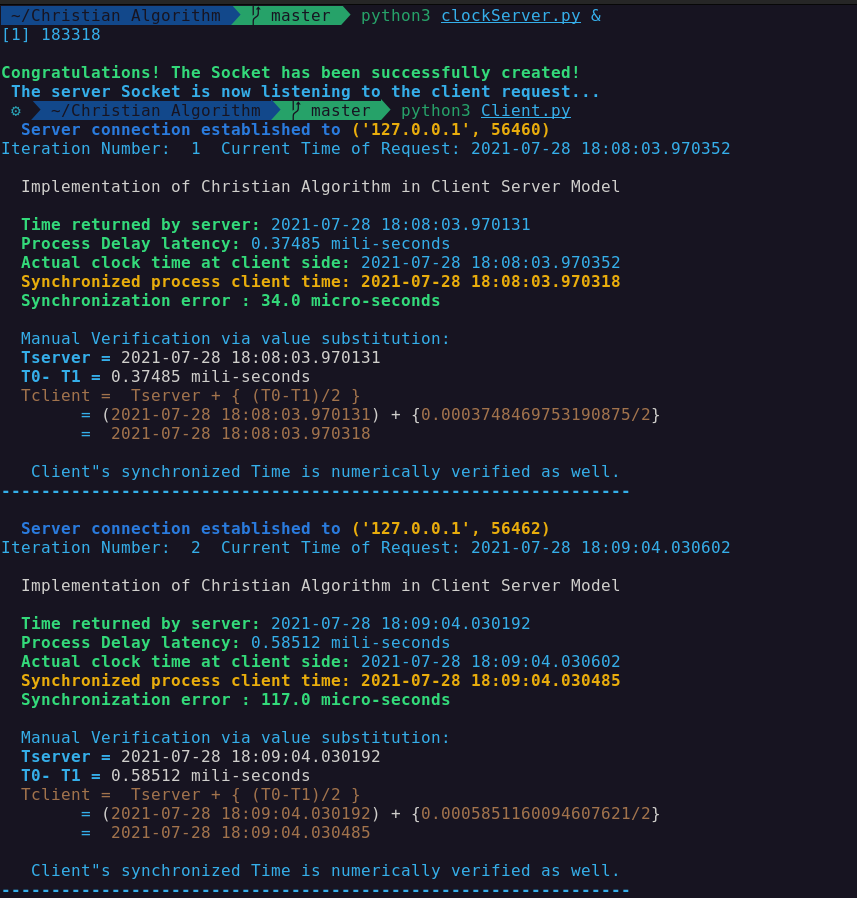 ~/Christian Algorithm master python3 clockServer.py &
[1] 183318
Congratulations! The Socket has been successfully created!
The server Socket is now listening to the client request...
⚙ ~/Christian Algorithm master python3 Client.py
Server connection established to ('127.0.0.1', 56460)
Iteration Number:  1  Current Time of Request: 2021-07-28 18:08:03.970352
Implementation of Christian Algorithm in Client Server Model
Time returned by server: 2021-07-28 18:08:03.970131
Process Delay latency: 0.37485 mili-seconds
Actual clock time at client side: 2021-07-28 18:08:03.970352
Synchronized process client time: 2021-07-28 18:08:03.970318
Synchronization error : 34.0 micro-seconds
Manual Verification via value substitution:
Tserver = 2021-07-28 18:08:03.970131
T0- T1 = 0.37485 mili-seconds
Tclient =  Tserver + { (T0-T1)/2 }
= (2021-07-28 18:08:03.970131) + {0.0003748469753190875/2}
=  2021-07-28 18:08:03.970318
Client"s synchronized Time is numerically verified as well.
---------------------------------------------------------------
Server connection established to ('127.0.0.1', 56462)
Iteration Number:  2  Current Time of Request: 2021-07-28 18:09:04.030602
Implementation of Christian Algorithm in Client Server Model
Time returned by server: 2021-07-28 18:09:04.030192
Process Delay latency: 0.58512 mili-seconds
Actual clock time at client side: 2021-07-28 18:09:04.030602
Synchronized process client time: 2021-07-28 18:09:04.030485
Synchronization error : 117.0 micro-seconds
Manual Verification via value substitution:
Tserver = 2021-07-28 18:09:04.030192
T0- T1 = 0.58512 mili-seconds
Tclient =  Tserver + { (T0-T1)/2 }
= (2021-07-28 18:09:04.030192) + {0.0005851160094607621/2}
=  2021-07-28 18:09:04.030485
Client"s synchronized Time is numerically verified as well.
---------------------------------------------------------------